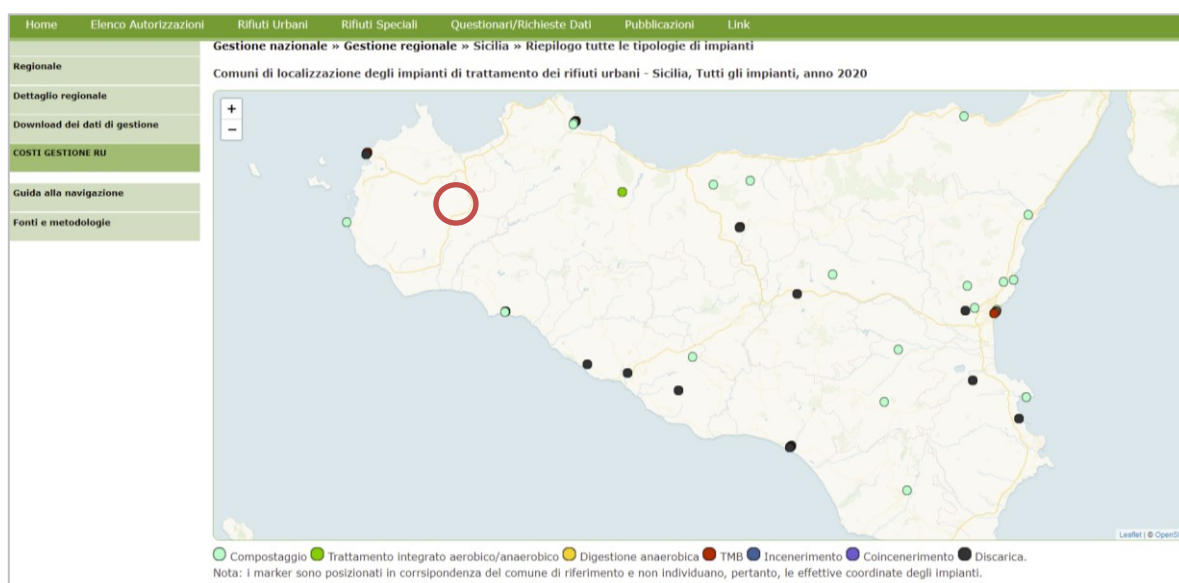 Home Elenco Autorizzazioni Rifiuti Urbani Rifiuti Speciali Questionari/Richieste Dati Pubblicazioni Link
Gestione nazionale » Gestione regionale » Sicilia » Riepilogo tutte le tipologie di impianti
Regionale
Comuni di localizzazione degli impianti di trattamento dei rifiuti urbani - Sicilia, Tutti gli impianti, anno 2020
Dettaglio regionale
+
Download dei dati di gestione
−
COSTI GESTIONE RU
Guida alla navigazione
Fonti e metodologie
Leaflet | © OpenSt
Compostaggio Trattamento integrato aerobico/anaerobico Digestione anaerobica TMB Incenerimento Coincenerimento Discarica.
Nota: i marker sono posizionati in corrsipondenza del comune di riferimento e non individuano, pertanto, le effettive coordinate degli impianti.